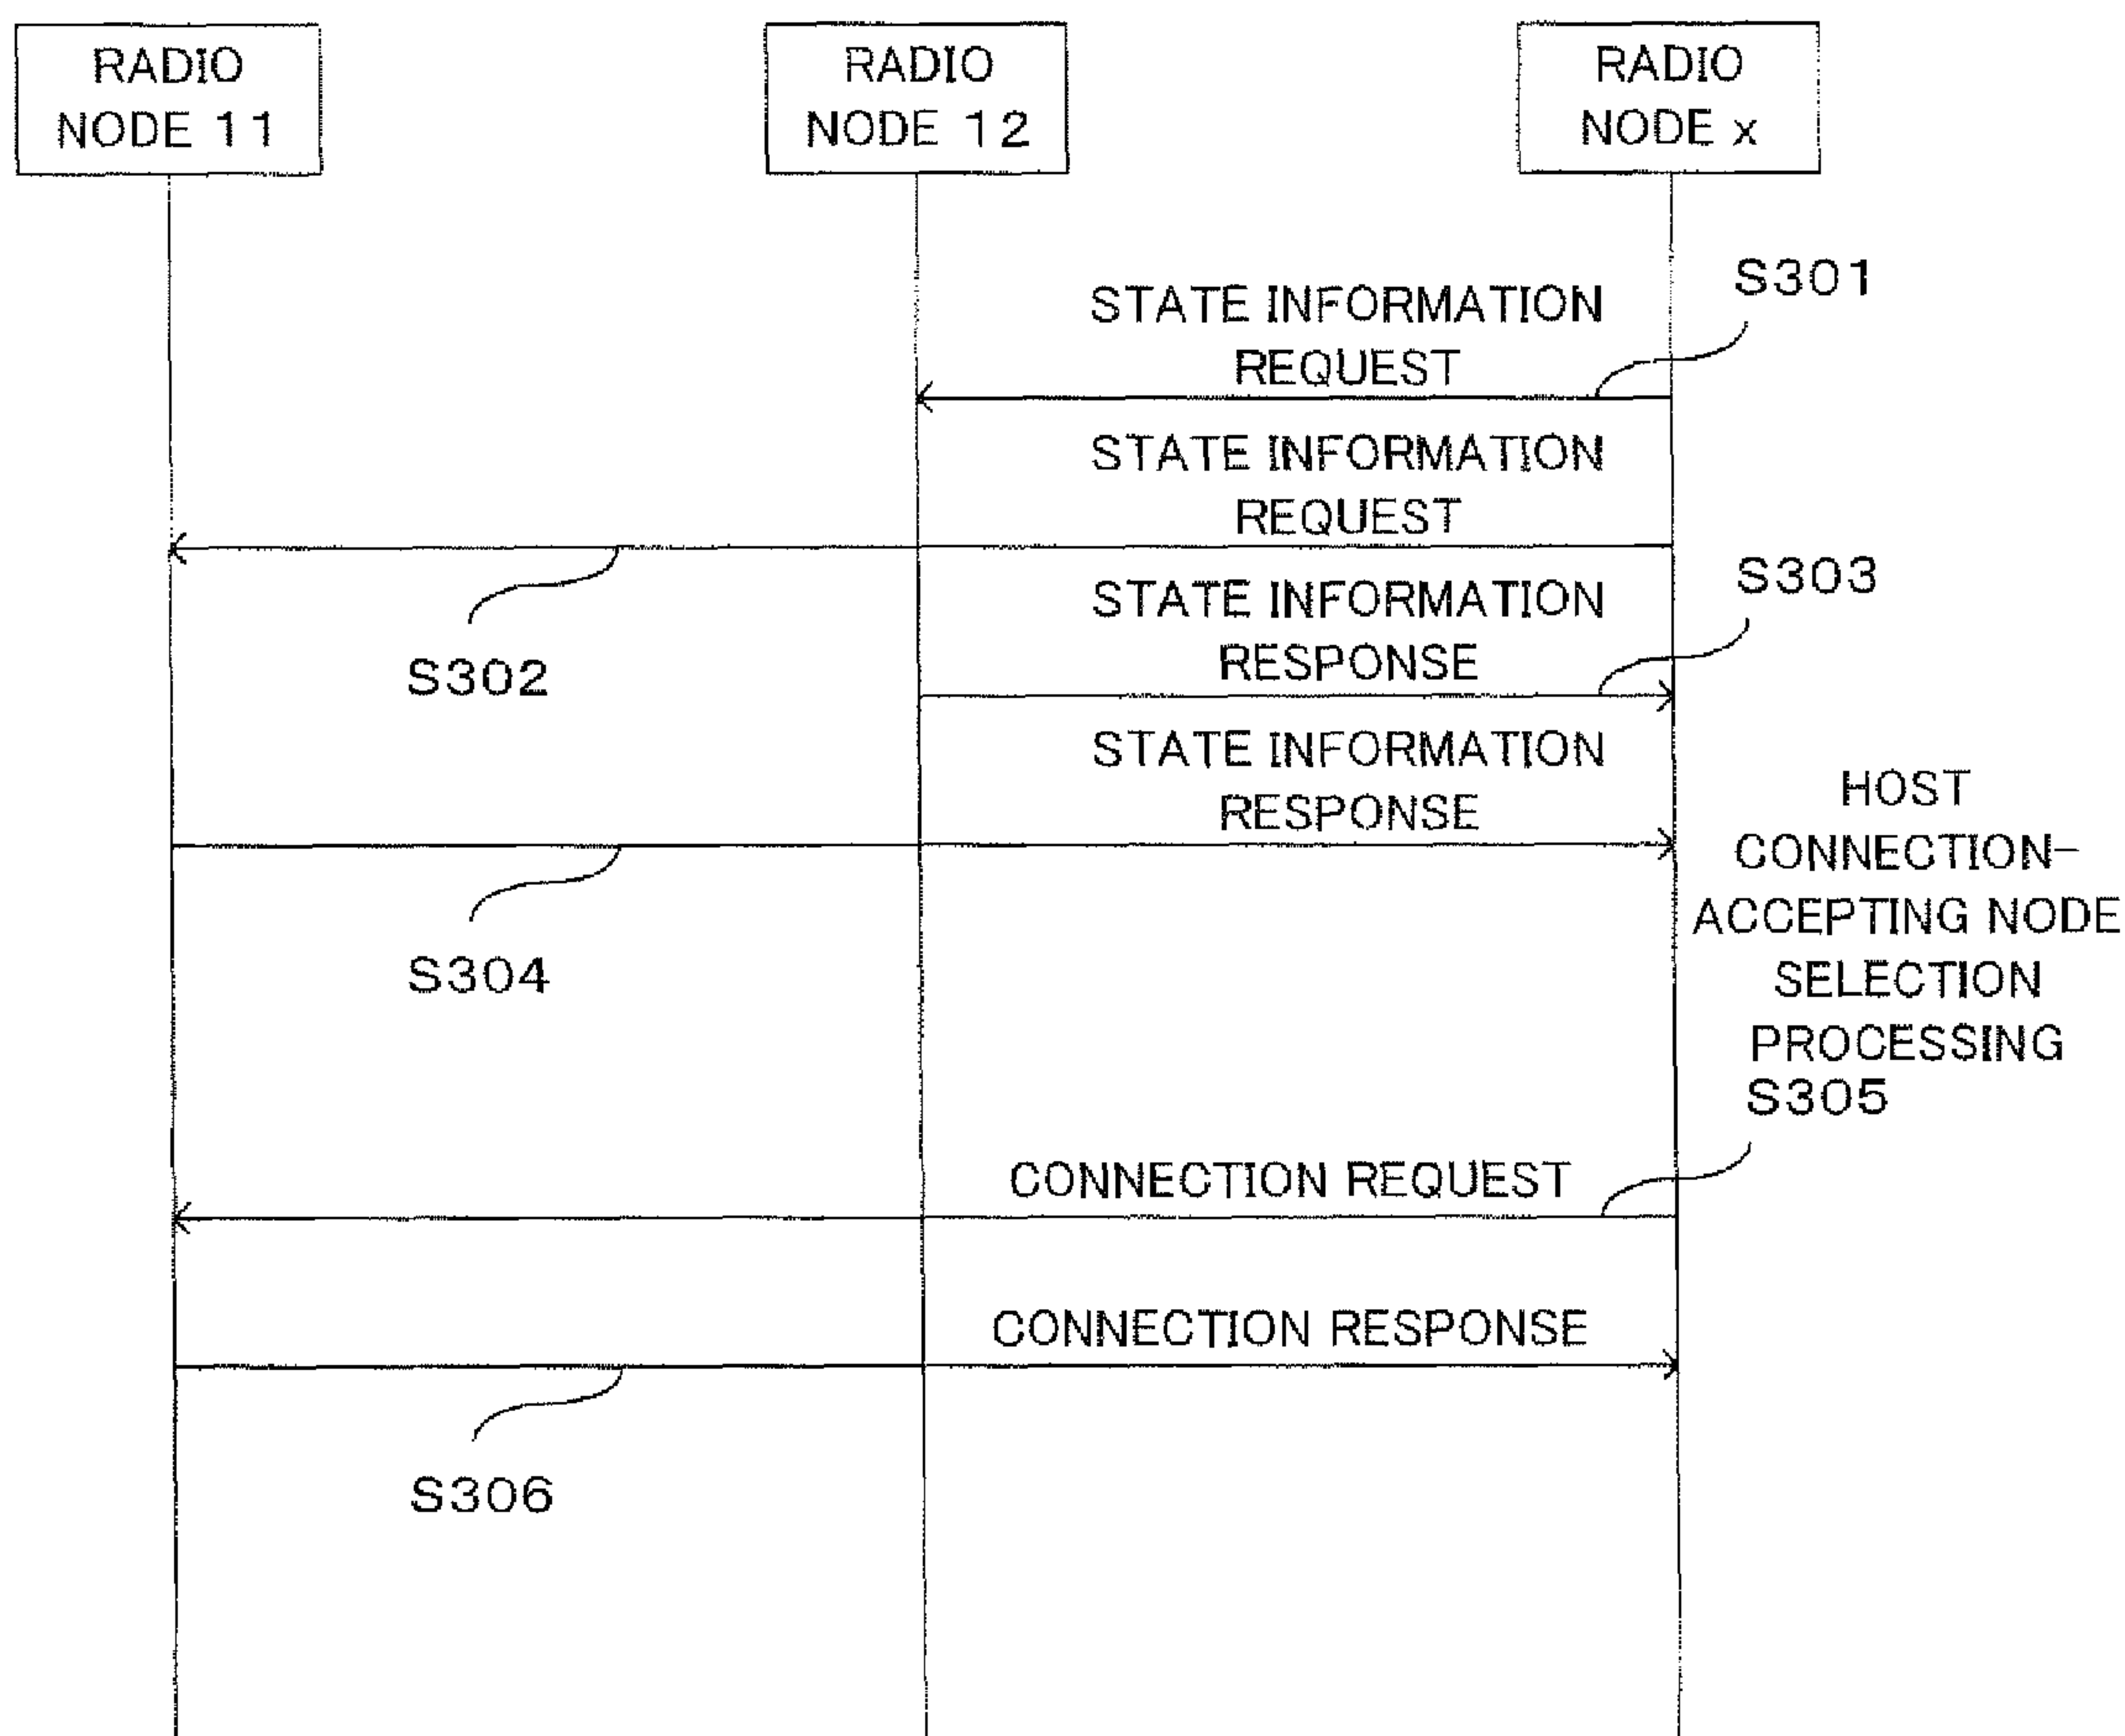 RADIO
NODE 11
RADIO
NODE 12
RADIO
NODE x
S301
STATE INFORMATION
REQUEST
STATE INFORMATION
REQUEST
S302
S303
STATE INFORMATION
RESPONSE
STATE INFORMATION
RESPONSE
S304
HOST
CONNECTION-
ACCEPTING NODE
SELECTION
PROCESSING
S305
CONNECTION REQUEST
CONNECTION RESPONSE
S306